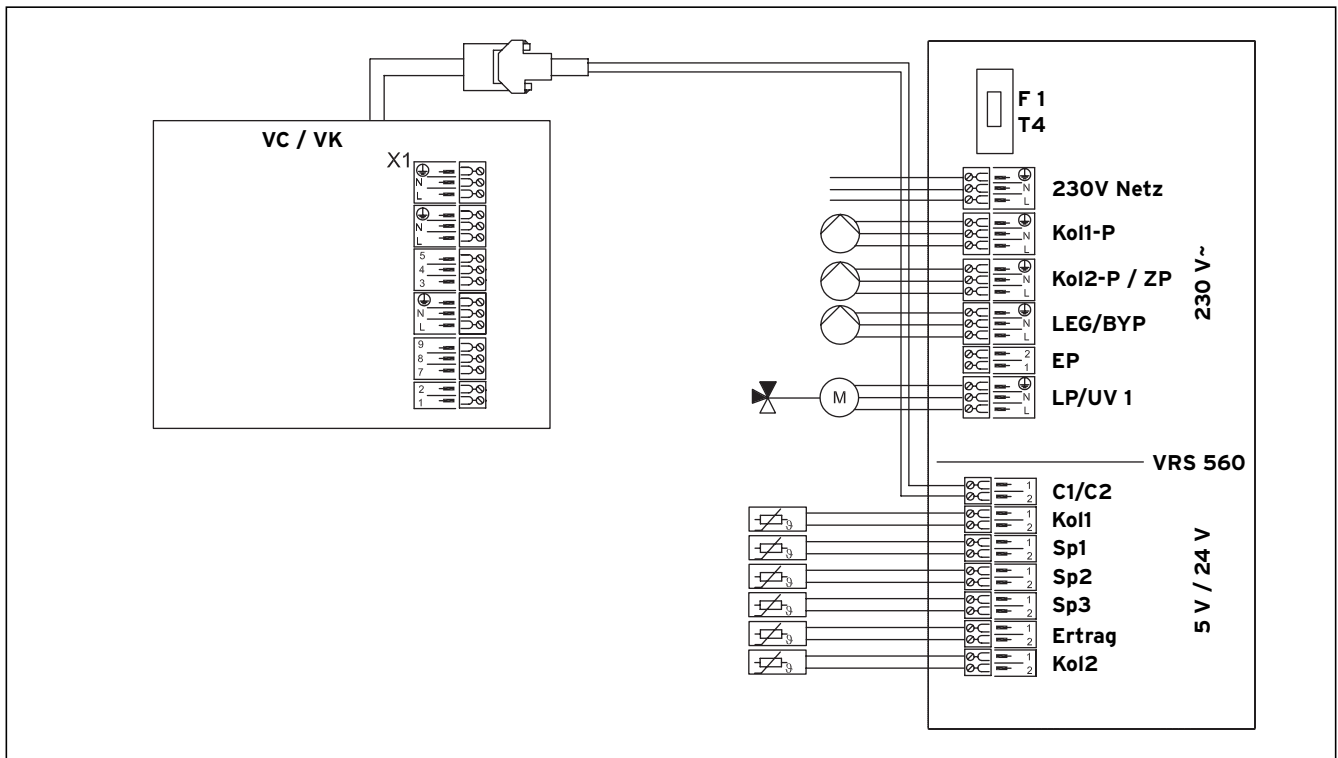 VC / VK
X1
N
L
N
L
5
4
3
N
L
9
8
7
2
1
F 1
T4
N
L
230V Netz
N
L
Kol1-P
N
L
Kol2-P / ZP
N
L
LEG/BYP
2
1
EP
M
N
L
LP/UV 1
230 V~
VRS 560
1
2
C1/C2
ϑ
1
2
Kol1
ϑ
1
2
Sp1
ϑ
1
2
Sp2
ϑ
1
2
Sp3
ϑ
1
2
Ertrag
ϑ
1
2
Kol2
5 V / 24 V